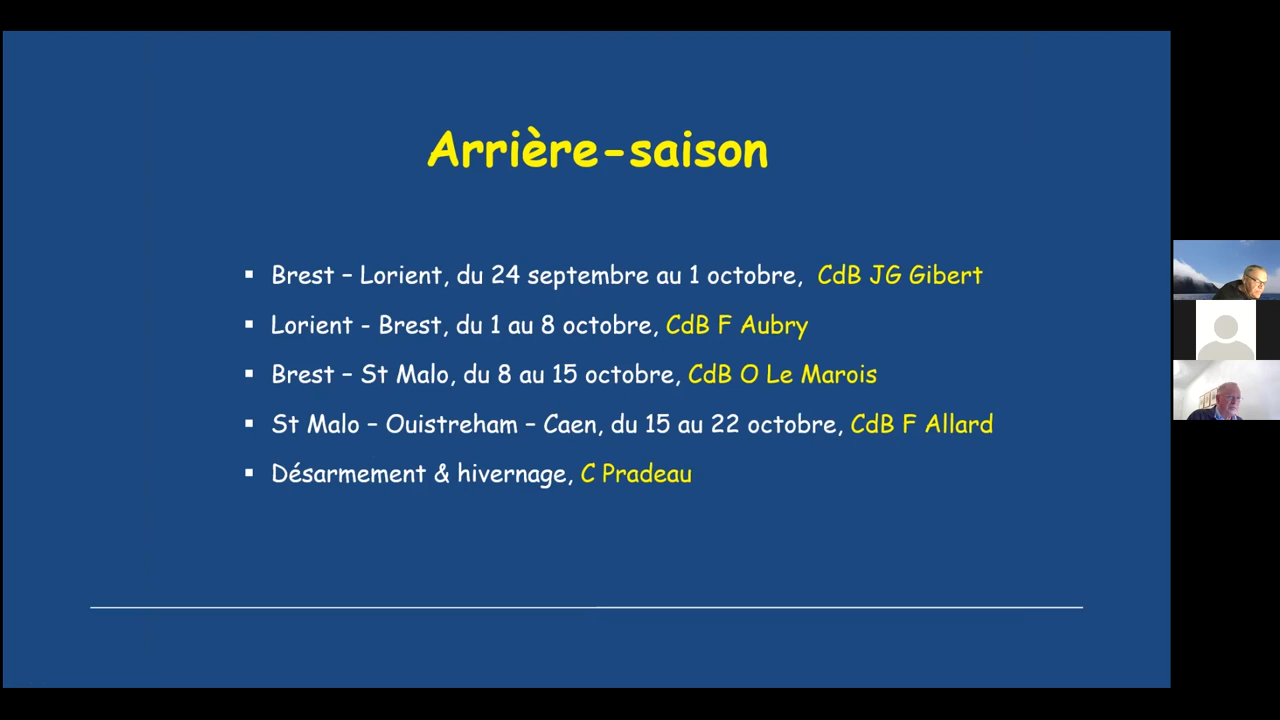 Arrière-saison
▪ Brest – Lorient, du 24 septembre au 1 octobre, CdB JG Gibert
▪ Lorient - Brest, du 1 au 8 octobre, CdB F Aubry
▪ Brest – St Malo, du 8 au 15 octobre, CdB O Le Marois
▪ St Malo – Ouistreham – Caen, du 15 au 22 octobre, CdB F Allard
▪ Désarmement & hivernage, C Pradeau